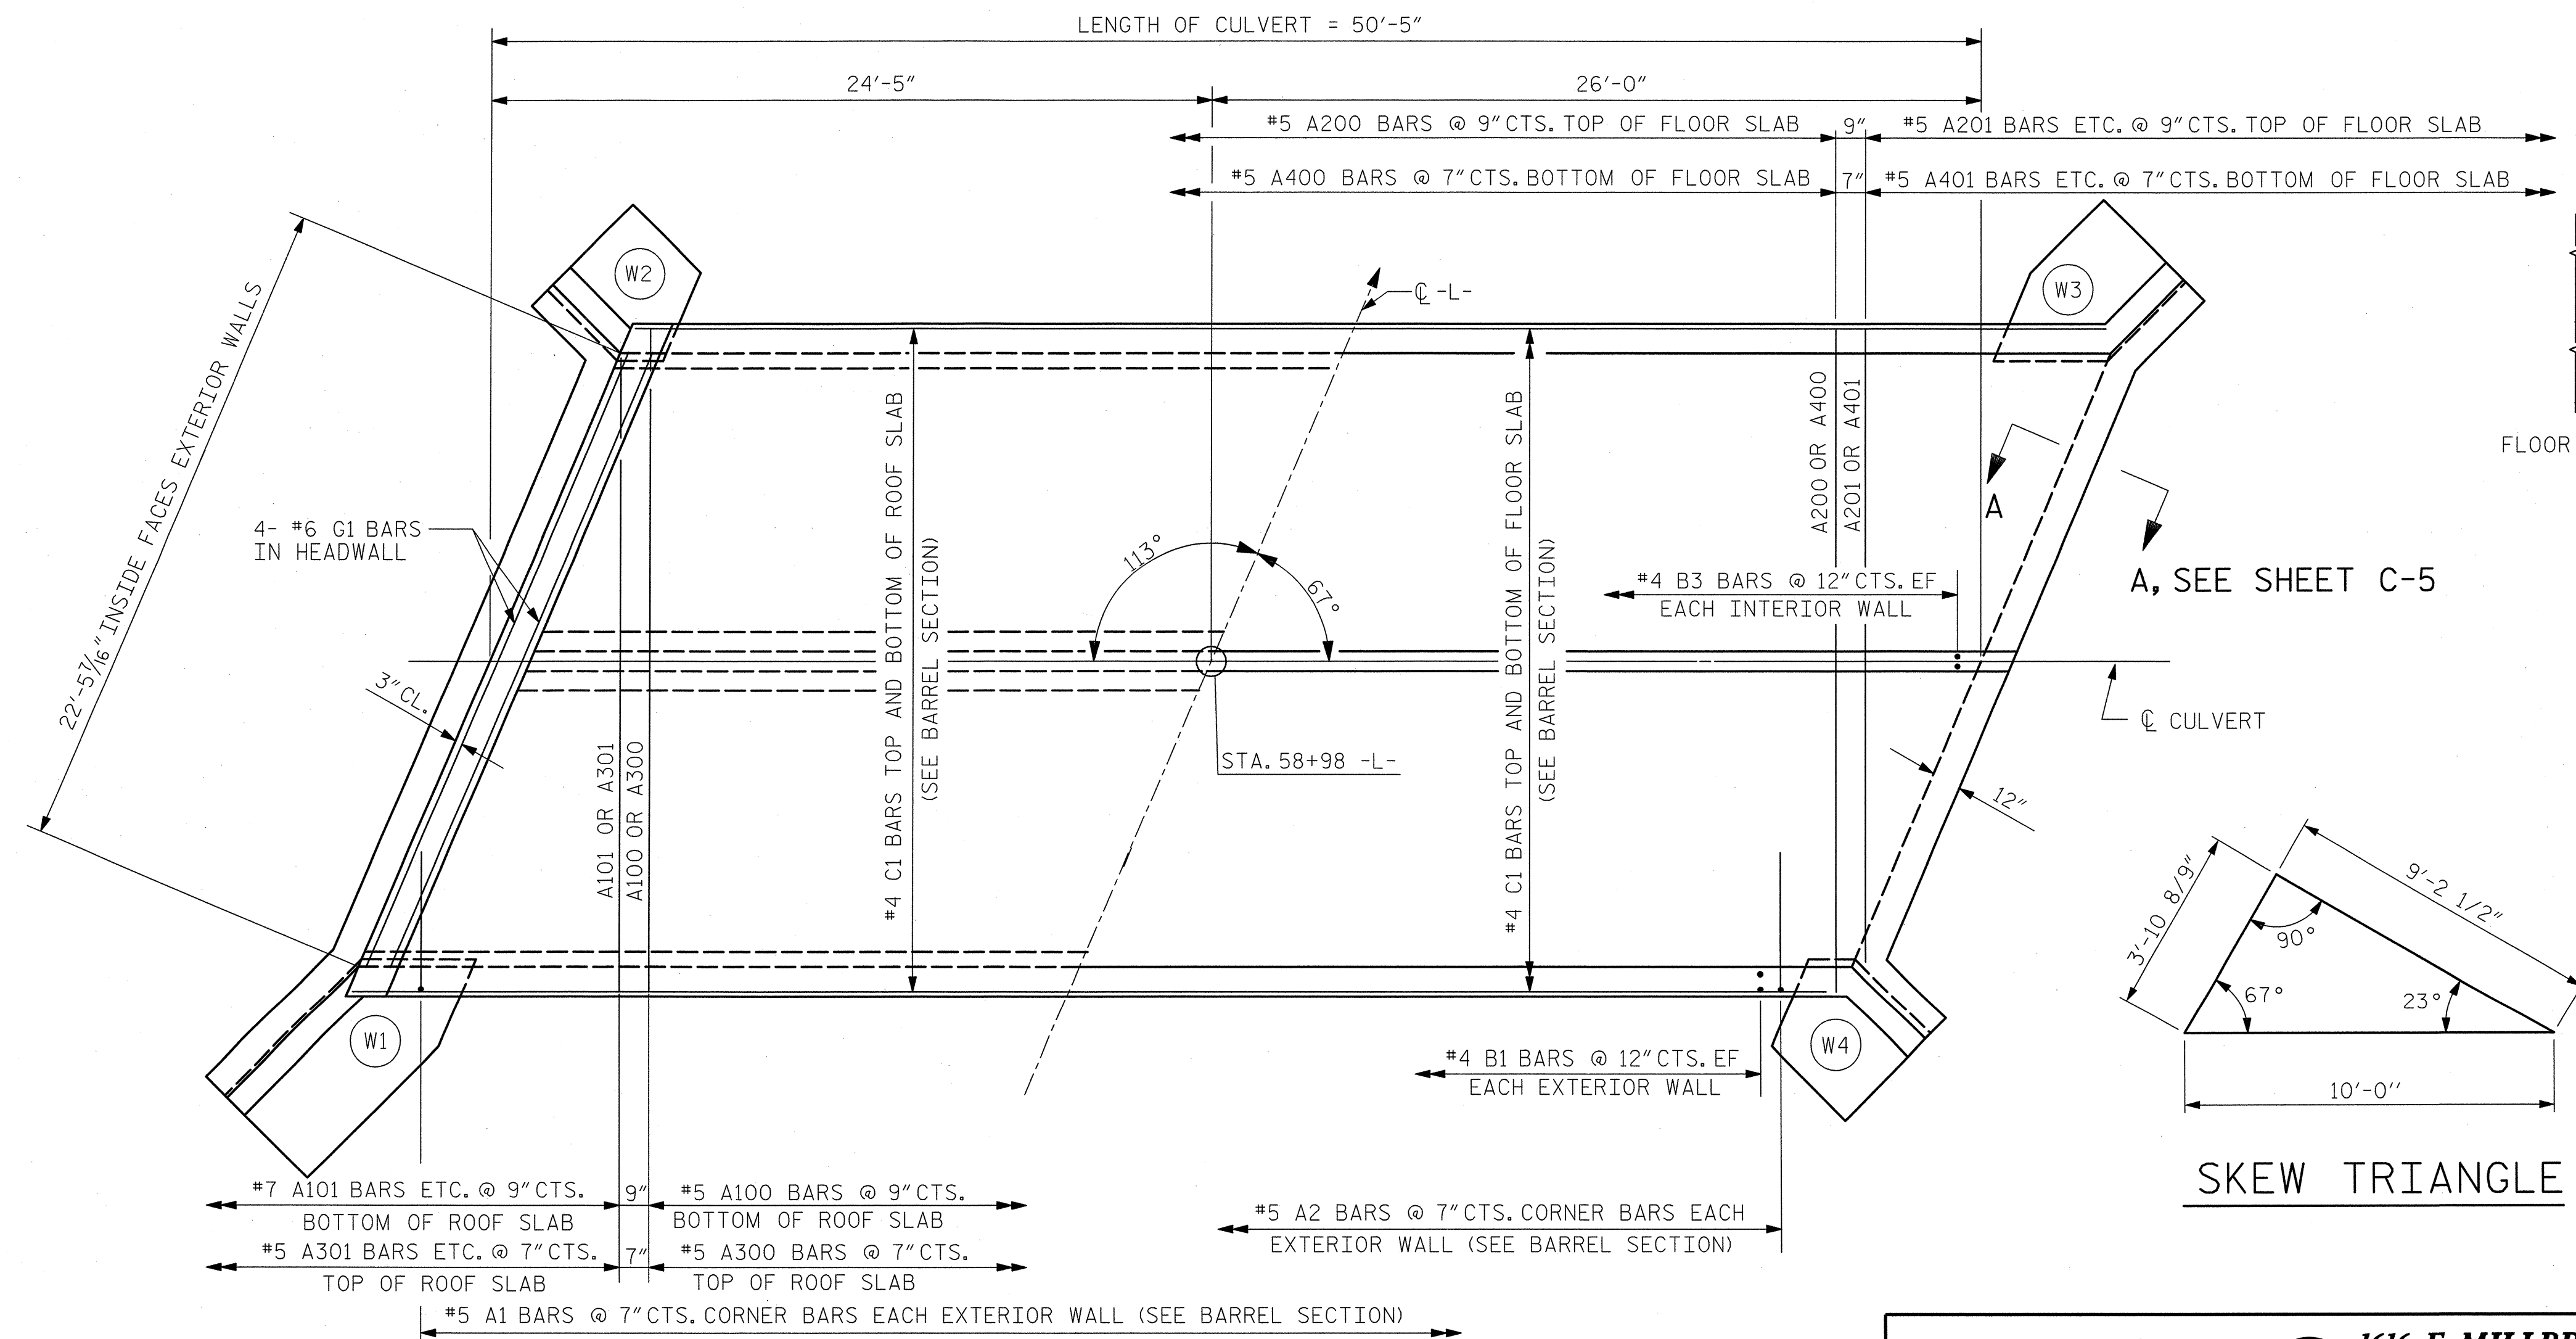 LENGTH OF CULVERT = 50'-5"
24'-5"
26'-0"
#5 A200 BARS @ 9" CTS. TOP OF FLOOR SLAB
9"
#5 A201 BARS ETC. @ 9" CTS. TOP OF FLOOR SLAB
#5 A400 BARS @ 7" CTS. BOTTOM OF FLOOR SLAB
7"
#5 A401 BARS ETC. @ 7" CTS. BOTTOM OF FLOOR SLAB
W2
W3
℄ -L-
22'-5 7/16" INSIDE FACES EXTERIOR WALLS
FLOOR
4- #6 G1 BARS
IN HEADWALL
#4 C1 BARS TOP AND BOTTOM OF ROOF SLAB
(SEE BARREL SECTION)
#4 C1 BARS TOP AND BOTTOM OF FLOOR SLAB
(SEE BARREL SECTION)
A200 OR A400
A201 OR A401
A
113°
67°
#4 B3 BARS @ 12" CTS. EF
EACH INTERIOR WALL
A, SEE SHEET C-5
3" CL.
℄ CULVERT
STA. 58+98 -L-
A101 OR A301
A100 OR A300
12"
3'-10 8/9"
9'-2 1/2"
90°
67°
23°
10'-0''
SKEW TRIANGLE
W1
W4
#4 B1 BARS @ 12" CTS. EF
EACH EXTERIOR WALL
#7 A101 BARS ETC. @ 9" CTS.
BOTTOM OF ROOF SLAB
9"
#5 A100 BARS @ 9" CTS.
BOTTOM OF ROOF SLAB
#5 A2 BARS @ 7" CTS. CORNER BARS EACH
EXTERIOR WALL (SEE BARREL SECTION)
#5 A301 BARS ETC. @ 7" CTS.
TOP OF ROOF SLAB
7"
#5 A300 BARS @ 7" CTS.
TOP OF ROOF SLAB
#5 A1 BARS @ 7" CTS. CORNER BARS EACH EXTERIOR WALL (SEE BARREL SECTION)